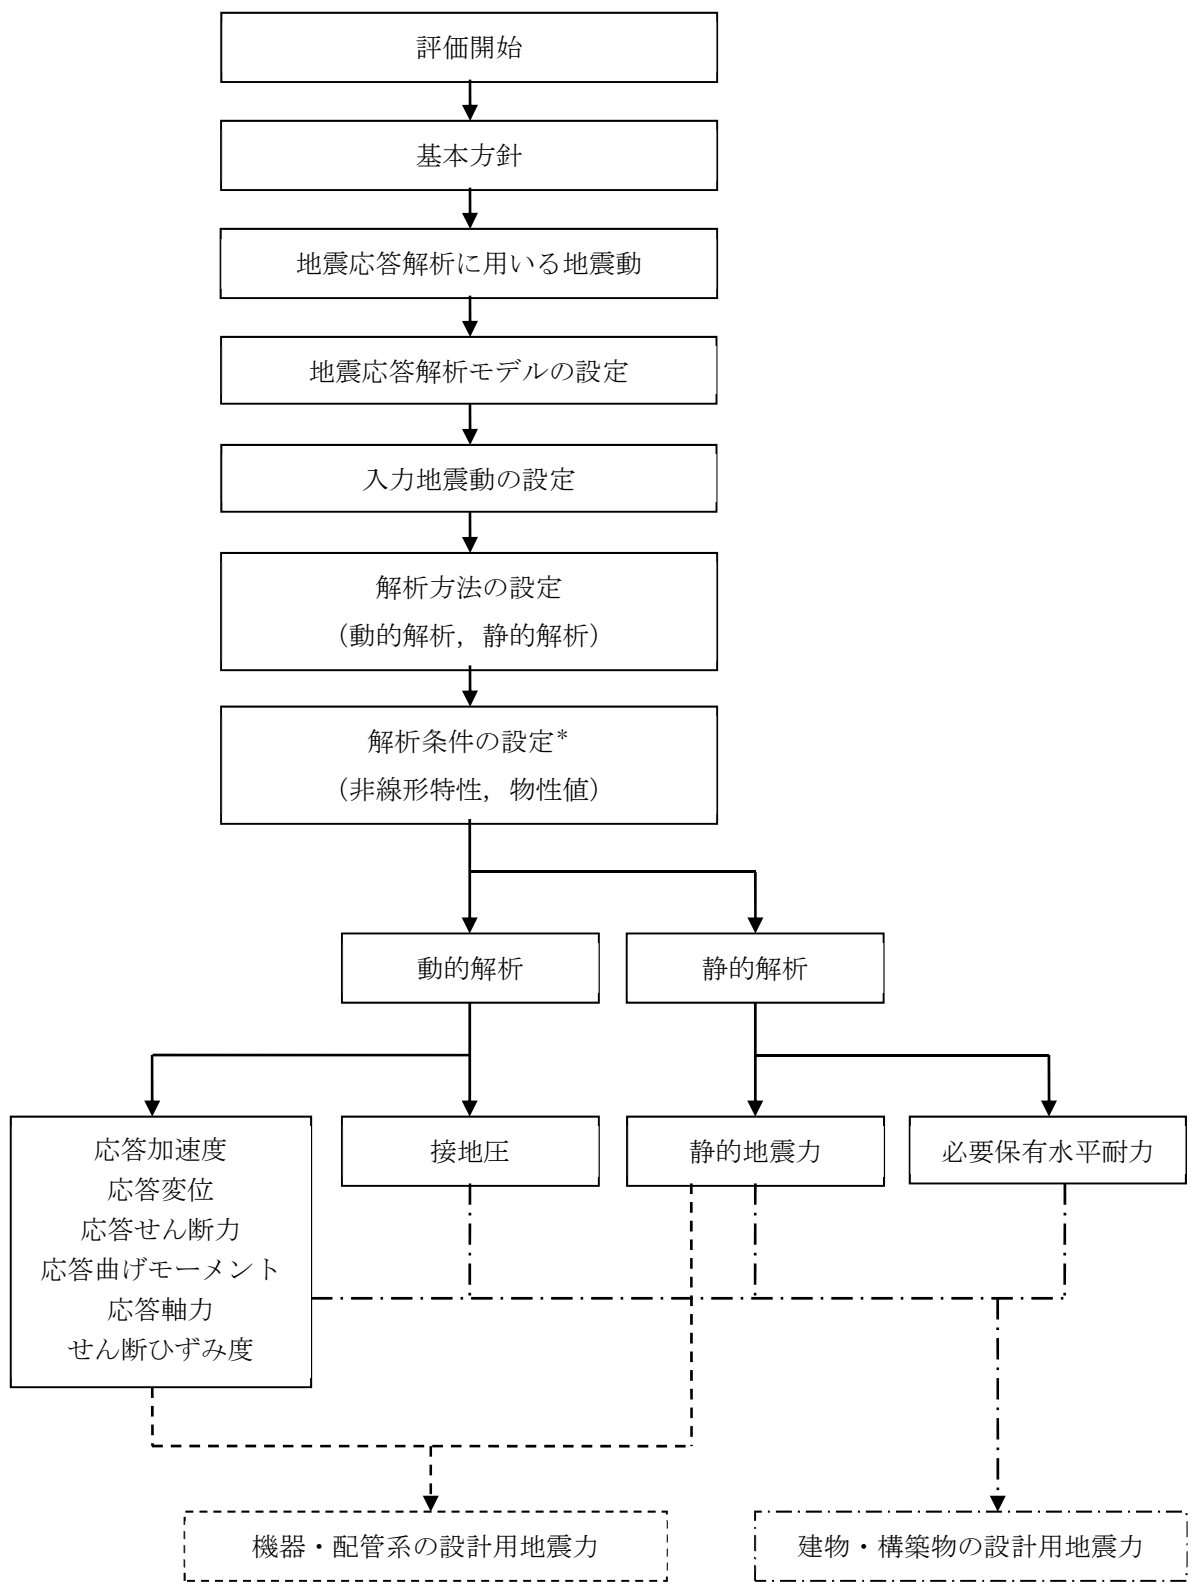 評価開始
基本方針
地震応答解析に用いる地震動
地震応答解析モデルの設定
入力地震動の設定
解析方法の設定
（動的解析，静的解析）
解析条件の設定*
（非線形特性，物性値）
動的解析
静的解析
応答加速度
応答変位
応答せん断力
応答曲げモーメント
応答軸力
せん断ひずみ度
接地圧
静的地震力
必要保有水平耐力
機器・配管系の設計用地震力
建物・構築物の設計用地震力